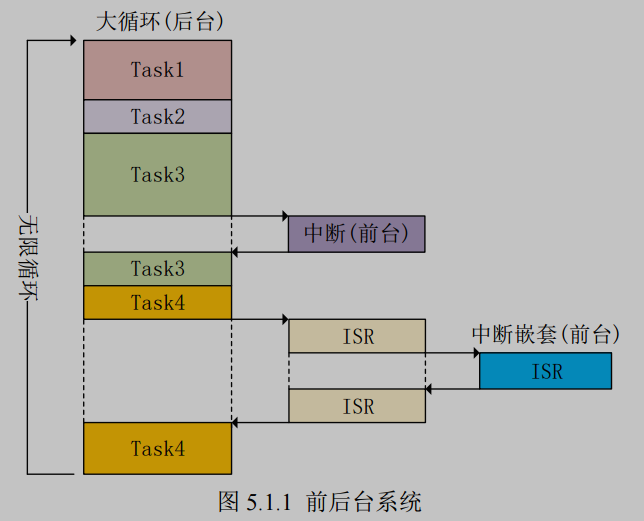 大循环(后台)
Task1
Task2
Task3
中断(前台)
Task3
Task4
ISR
中断嵌套(前台)
ISR
ISR
Task4
无限循环
图 5.1.1 前后台系统